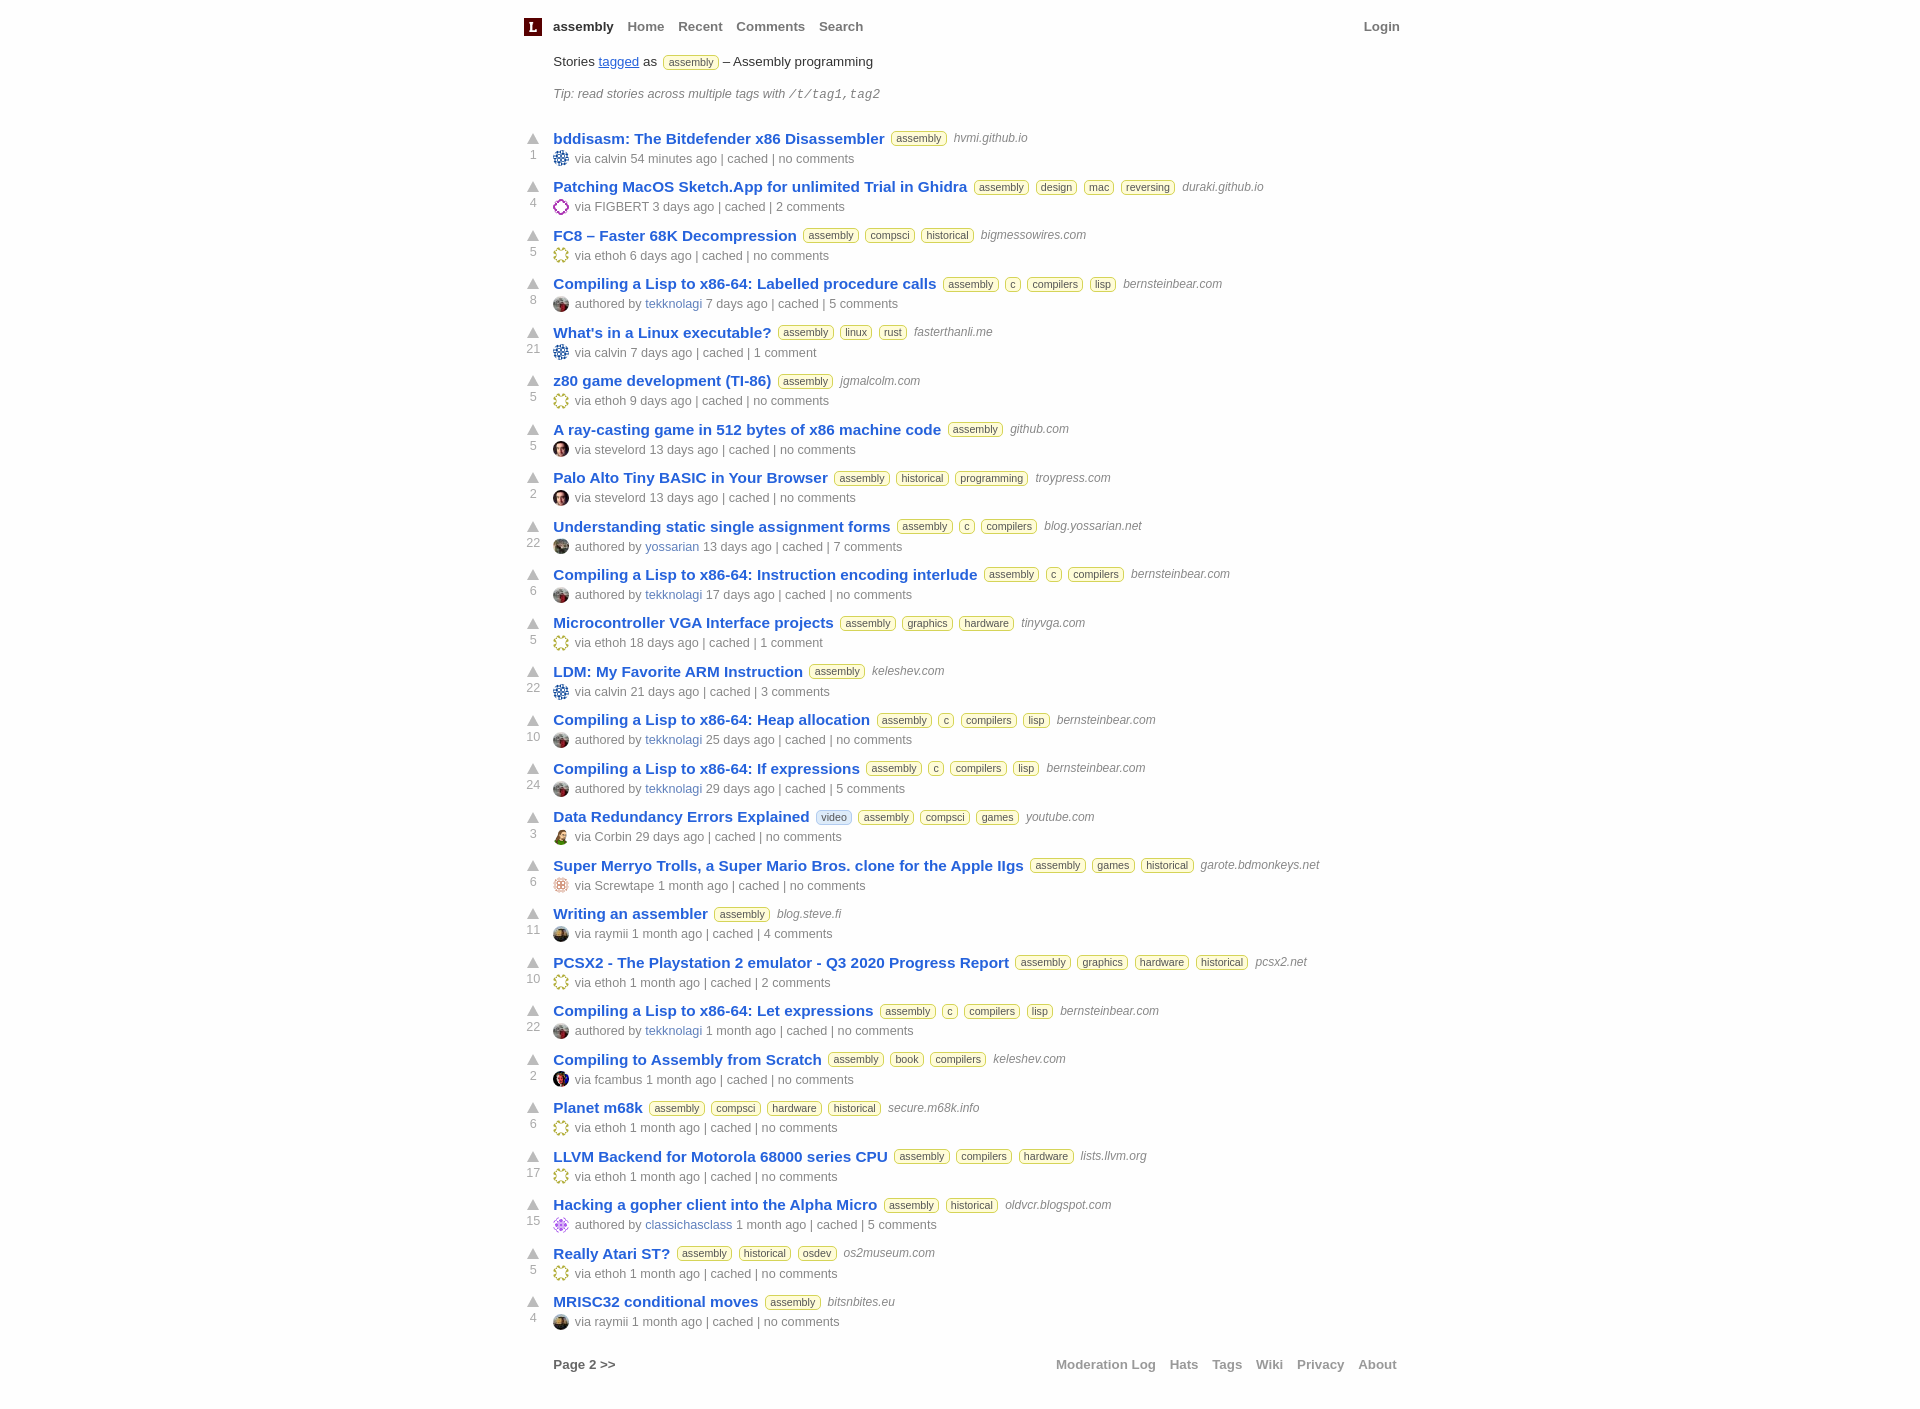 L assembly Home Recent Comments Search Login
Stories tagged as assembly – Assembly programming
Tip: read stories across multiple tags with /t/tag1,tag2
bddisasm: The Bitdefender x86 Disassembler assembly hvmi.github.io
1 via calvin 54 minutes ago | cached | no comments
Patching MacOS Sketch.App for unlimited Trial in Ghidra assembly design mac reversing duraki.github.io
4 via FIGBERT 3 days ago | cached | 2 comments
FC8 – Faster 68K Decompression assembly compsci historical bigmessowires.com
5 via ethoh 6 days ago | cached | no comments
Compiling a Lisp to x86-64: Labelled procedure calls assembly c compilers lisp bernsteinbear.com
8 authored by tekknolagi 7 days ago | cached | 5 comments
What's in a Linux executable? assembly linux rust fasterthanli.me
21 via calvin 7 days ago | cached | 1 comment
z80 game development (TI-86) assembly jgmalcolm.com
5 via ethoh 9 days ago | cached | no comments
A ray-casting game in 512 bytes of x86 machine code assembly github.com
5 via stevelord 13 days ago | cached | no comments
Palo Alto Tiny BASIC in Your Browser assembly historical programming troypress.com
2 via stevelord 13 days ago | cached | no comments
Understanding static single assignment forms assembly c compilers blog.yossarian.net
22 authored by yossarian 13 days ago | cached | 7 comments
Compiling a Lisp to x86-64: Instruction encoding interlude assembly c compilers bernsteinbear.com
6 authored by tekknolagi 17 days ago | cached | no comments
Microcontroller VGA Interface projects assembly graphics hardware tinyvga.com
5 via ethoh 18 days ago | cached | 1 comment
LDM: My Favorite ARM Instruction assembly keleshev.com
22 via calvin 21 days ago | cached | 3 comments
Compiling a Lisp to x86-64: Heap allocation assembly c compilers lisp bernsteinbear.com
10 authored by tekknolagi 25 days ago | cached | no comments
Compiling a Lisp to x86-64: If expressions assembly c compilers lisp bernsteinbear.com
24 authored by tekknolagi 29 days ago | cached | 5 comments
Data Redundancy Errors Explained video assembly compsci games youtube.com
3 via Corbin 29 days ago | cached | no comments
Super Merryo Trolls, a Super Mario Bros. clone for the Apple IIgs assembly games historical garote.bdmonkeys.net
6 via Screwtape 1 month ago | cached | no comments
Writing an assembler assembly blog.steve.fi
11 via raymii 1 month ago | cached | 4 comments
PCSX2 - The Playstation 2 emulator - Q3 2020 Progress Report assembly graphics hardware historical pcsx2.net
10 via ethoh 1 month ago | cached | 2 comments
Compiling a Lisp to x86-64: Let expressions assembly c compilers lisp bernsteinbear.com
22 authored by tekknolagi 1 month ago | cached | no comments
Compiling to Assembly from Scratch assembly book compilers keleshev.com
2 via fcambus 1 month ago | cached | no comments
Planet m68k assembly compsci hardware historical secure.m68k.info
6 via ethoh 1 month ago | cached | no comments
LLVM Backend for Motorola 68000 series CPU assembly compilers hardware lists.llvm.org
17 via ethoh 1 month ago | cached | no comments
Hacking a gopher client into the Alpha Micro assembly historical oldvcr.blogspot.com
15 authored by classichasclass 1 month ago | cached | 5 comments
Really Atari ST? assembly historical osdev os2museum.com
5 via ethoh 1 month ago | cached | no comments
MRISC32 conditional moves assembly bitsnbites.eu
4 via raymii 1 month ago | cached | no comments
Page 2 >> Moderation Log Hats Tags Wiki Privacy About